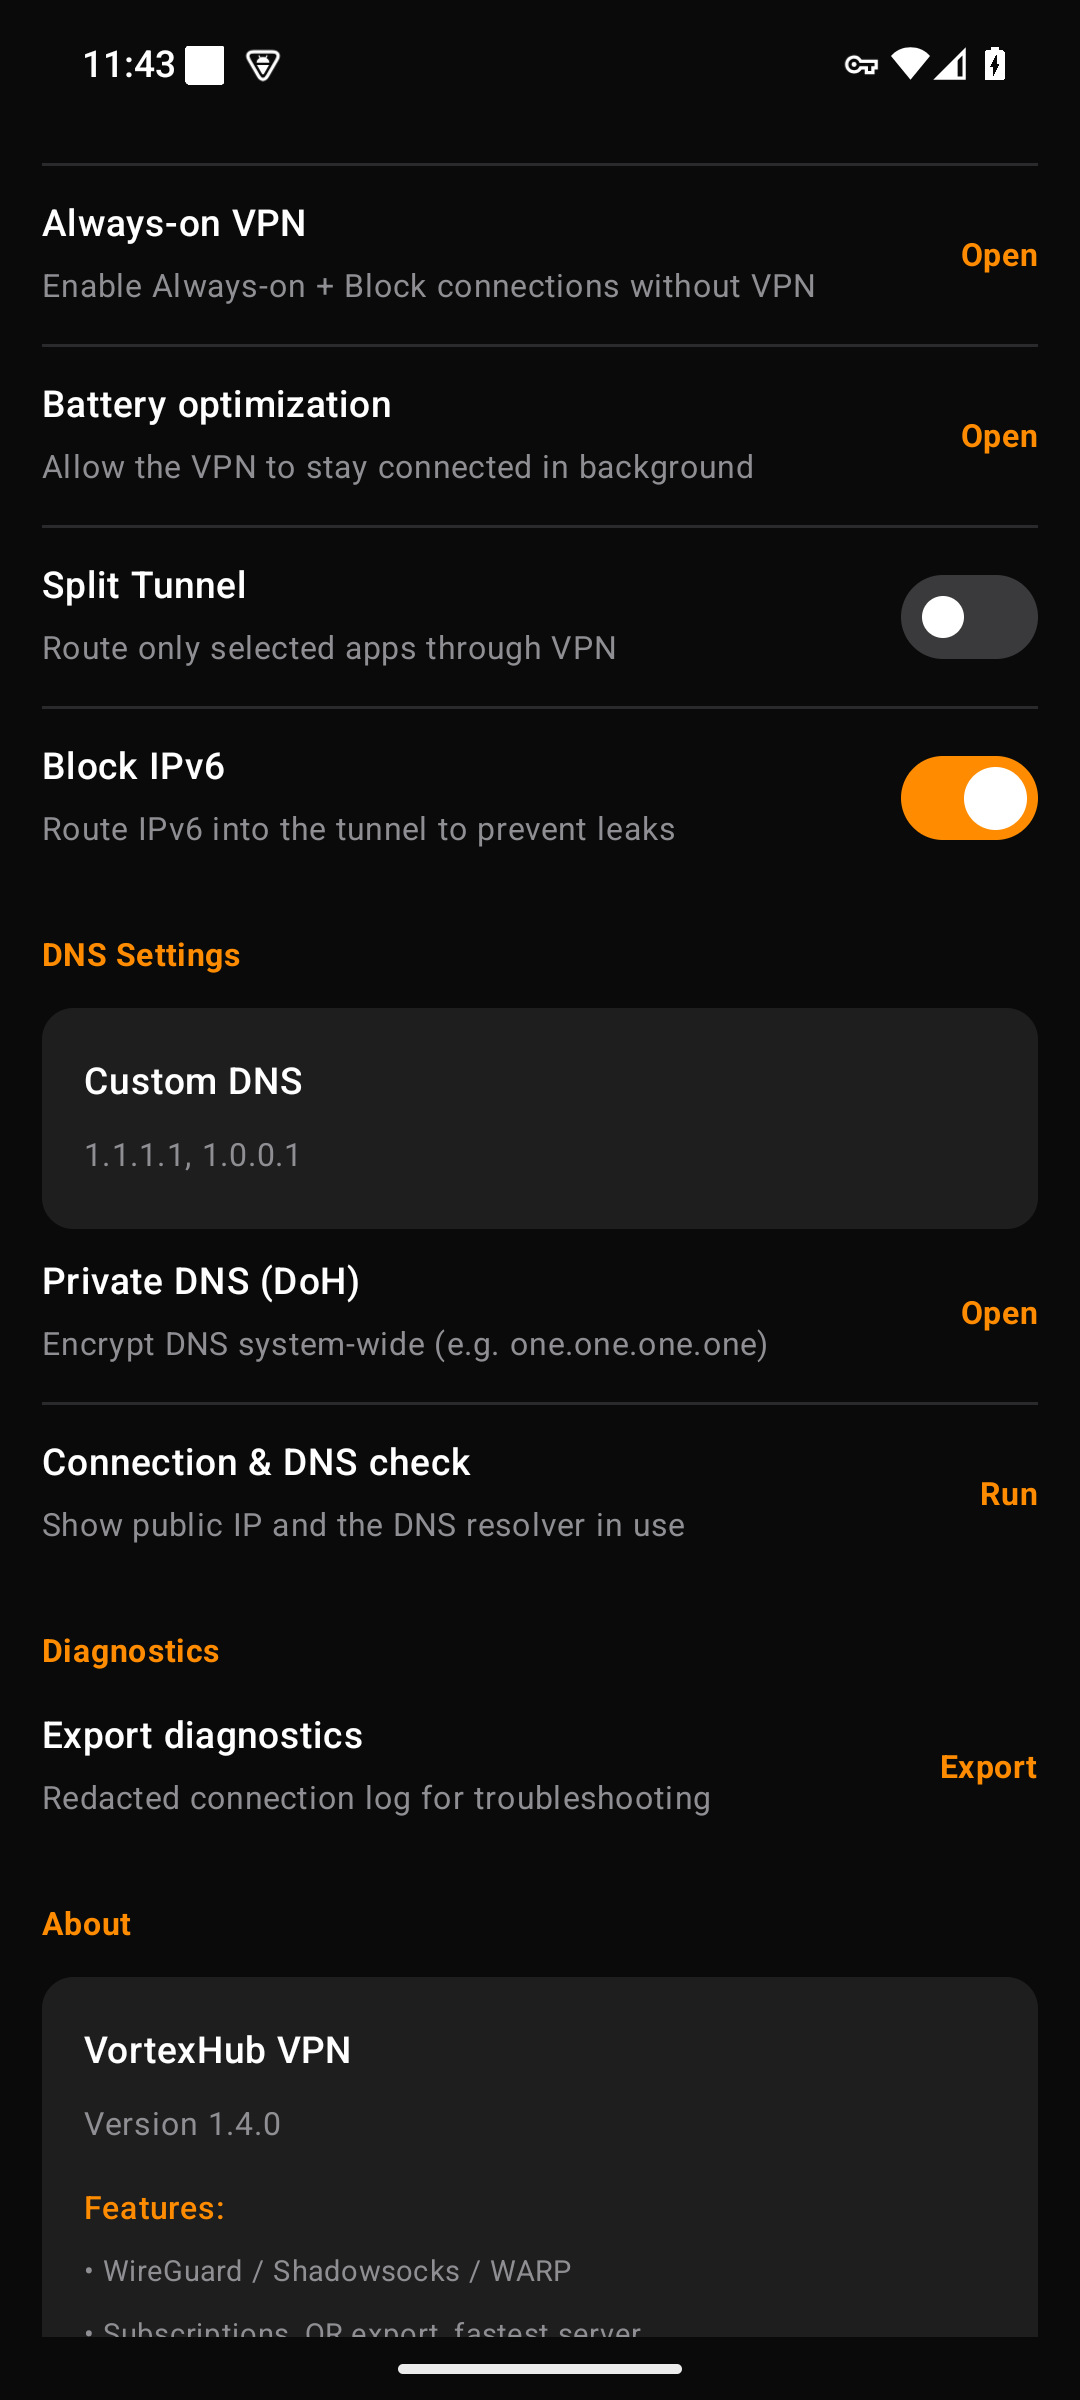 11:43
Always-on VPN
Enable Always-on + Block connections without VPN
Open
Battery optimization
Allow the VPN to stay connected in background
Open
Split Tunnel
Route only selected apps through VPN
Block IPv6
Route IPv6 into the tunnel to prevent leaks
DNS Settings
Custom DNS
1.1.1.1, 1.0.0.1
Private DNS (DoH)
Encrypt DNS system-wide (e.g. one.one.one.one)
Open
Connection & DNS check
Show public IP and the DNS resolver in use
Run
Diagnostics
Export diagnostics
Redacted connection log for troubleshooting
Export
About
VortexHub VPN
Version 1.4.0
Features:
• WireGuard / Shadowsocks / WARP
• Subscriptions, QR export, fastest server